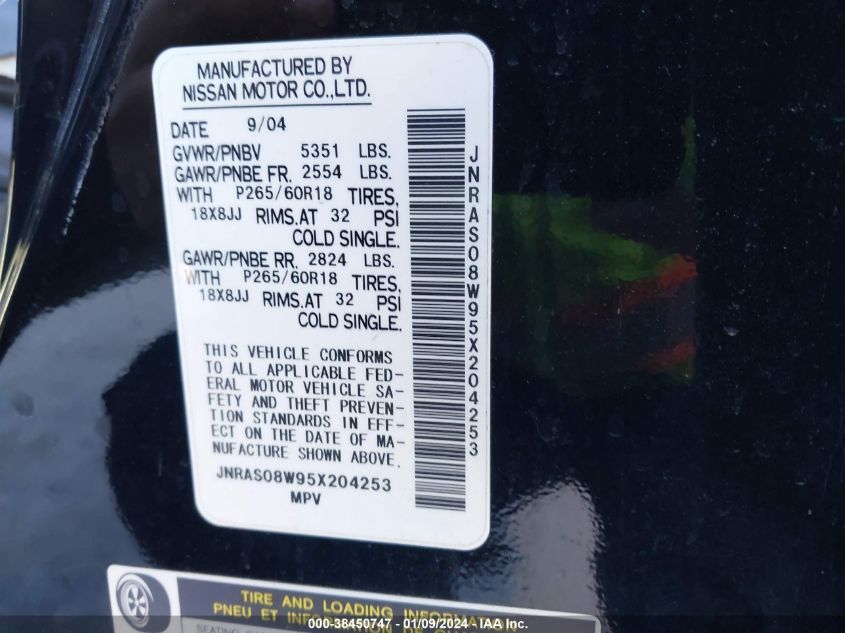 MANUFACTURED BY
NISSAN MOTOR CO.,LTD.
DATE 9/04
GVWR/PNBV 5351 LBS.
GAWR/PNBE FR. 2554 LBS.
WITH P265/60R18 TIRES,
18X8JJ RIMS.AT 32 PSI
COLD SINGLE.
GAWR/PNBE RR. 2824 LBS.
WITH P265/60R18 TIRES,
18X8JJ RIMS.AT 32 PSI
COLD SINGLE.
THIS VEHICLE CONFORMS
TO ALL APPLICABLE FED-
ERAL MOTOR VEHICLE SA-
FETY AND THEFT PREVEN-
TION STANDARDS IN EFF-
ECT ON THE DATE OF MA-
NUFACTURE SHOWN ABOVE.
JNRAS08W95X204253
MPV
JNRAS08W95X204253
TIRE AND LOADING INFORMATION
PNEU ET INFORMATION
SEATING
000-38450747 - 01/09/2024 - IAA Inc.